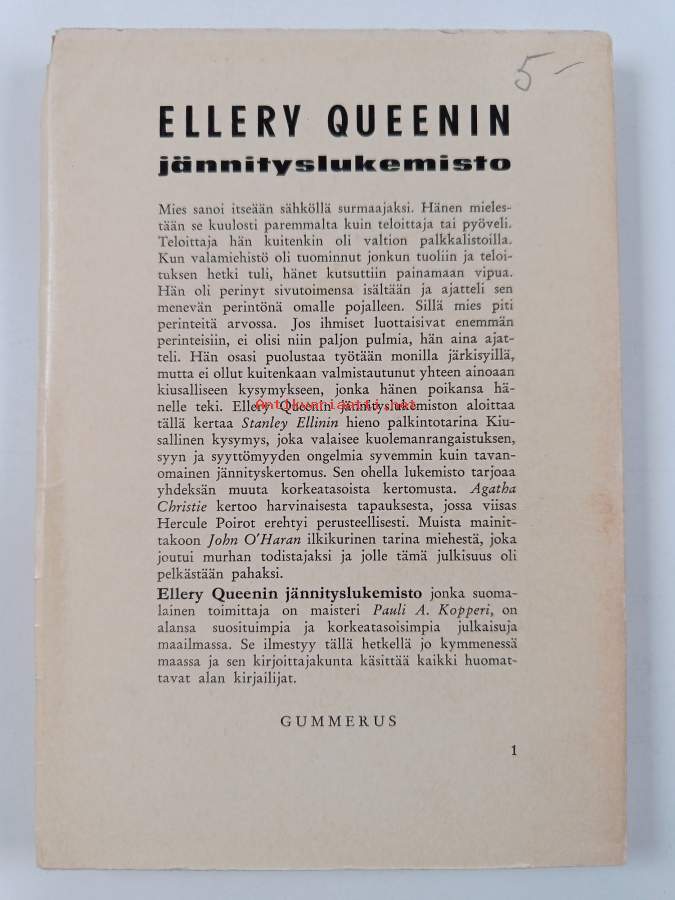 5-
ELLERY QUEENIN
jännityslukemisto
Mies sanoi itseään sähköllä surmaajaksi. Hänen mieles-
tään se kuulosti paremmalta kuin teloittaja tai pyöveli.
Teloittaja hän kuitenkin oli valtion palkkalistoilla.
Kun valamiehistö oli tuominnut jonkun tuoliin ja teloi-
tuksen hetki tuli, hänet kutsuttiin painamaan vipua.
Hän oli perinyt sivutoimensa isältään ja ajatteli sen
menevän perintönä omalle pojalleen. Sillä mies piti
perinteitä arvossa. Jos ihmiset luottaisivat enemmän
perinteisiin, ei olisi niin paljon pulmia, hän aina ajat-
teli. Hän osasi puolustaa työtään monilla järkisyillä,
mutta ei ollut kuitenkaan valmistautunut yhteen ainoaan
kiusalliseen kysymykseen, jonka hänen poikansa hä-
nelle teki. Ellery Queenin jännityslukemiston aloittaa
Antikvariaatti.net
tällä kertaa Stanley Ellinin hieno palkintotarina Kiu-
sallinen kysymys, joka valaisee kuolemanrangaistuksen,
syyn ja syyttömyyden ongelmia syvemmin kuin tavan-
omainen jännityskertomus. Sen ohella lukemisto tarjoaa
yhdeksän muuta korkeatasoista kertomusta. Agatha
Christie kertoo harvinaisesta tapauksesta, jossa viisas
Hercule Poirot erehtyi perusteellisesti. Muista mainit-
takoon John O'Haran ilkikurinen tarina miehestä, joka
joutui murhan todistajaksi ja jolle tämä julkisuus oli
pelkästään pahaksi.
Ellery Queenin jännityslukemisto jonka suoma-
lainen toimittaja on maisteri Pauli A. Kopperi, on
alansa suosituimpia ja korkeatasoisimpia julkaisuja
maailmassa. Se ilmestyy tällä hetkellä jo kymmenessä
maassa ja sen kirjoittajakunta käsittää kaikki huomat-
tavat alan kirjailijat.
GUMMERUS
1